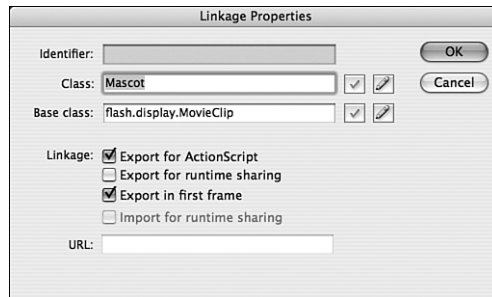 Linkage Properties
Identifier:
OK
Class: Mascot
Cancel
Base class: flash.display.MovieClip
Linkage: Export for ActionScript
Export for runtime sharing
Export in first frame
Import for runtime sharing
URL: